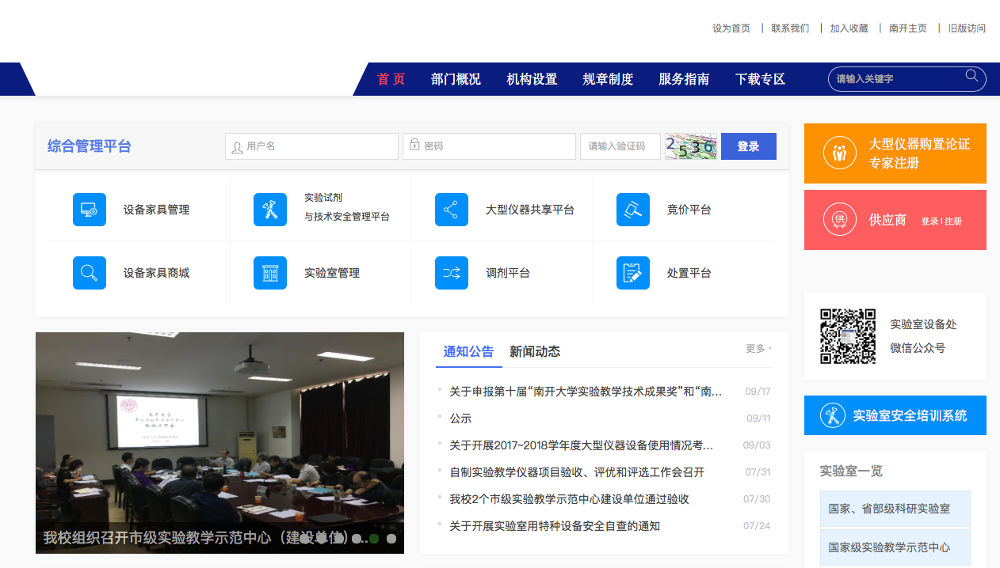 设为首页 | 联系我们 | 加入收藏 | 南开主页 | 旧版访问
首 页 部门概况 机构设置 规章制度 服务指南 下载专区 请输入关键字
综合管理平台 用户名 密码 请输入验证码 2536 登录
大型仪器购置论证
专家注册
设备家具管理
实验试剂
与技术安全管理平台
大型仪器共享平台
竞价平台
供 供应商 登录 | 注册
设备家具商城
实验室管理
调剂平台
处置平台
实验室设备处
微信公众号
南开大学
验收工作会
我校组织召开市级实验教学示范中心（建设单位）...
通知公告 新闻动态 更多
关于申报第十届“南开大学实验教学技术成果奖”和“南... 09/17
公示 09/11
关于开展2017~2018学年度大型仪器设备使用情况考... 09/03
自制实验教学仪器项目验收、评优和评选工作会召开 07/31
我校2个市级实验教学示范中心建设单位通过验收 07/30
关于开展实验室用特种设备安全自查的通知 07/24
实验室安全培训系统
实验室一览
国家、省部级科研实验室
国家级实验教学示范中心